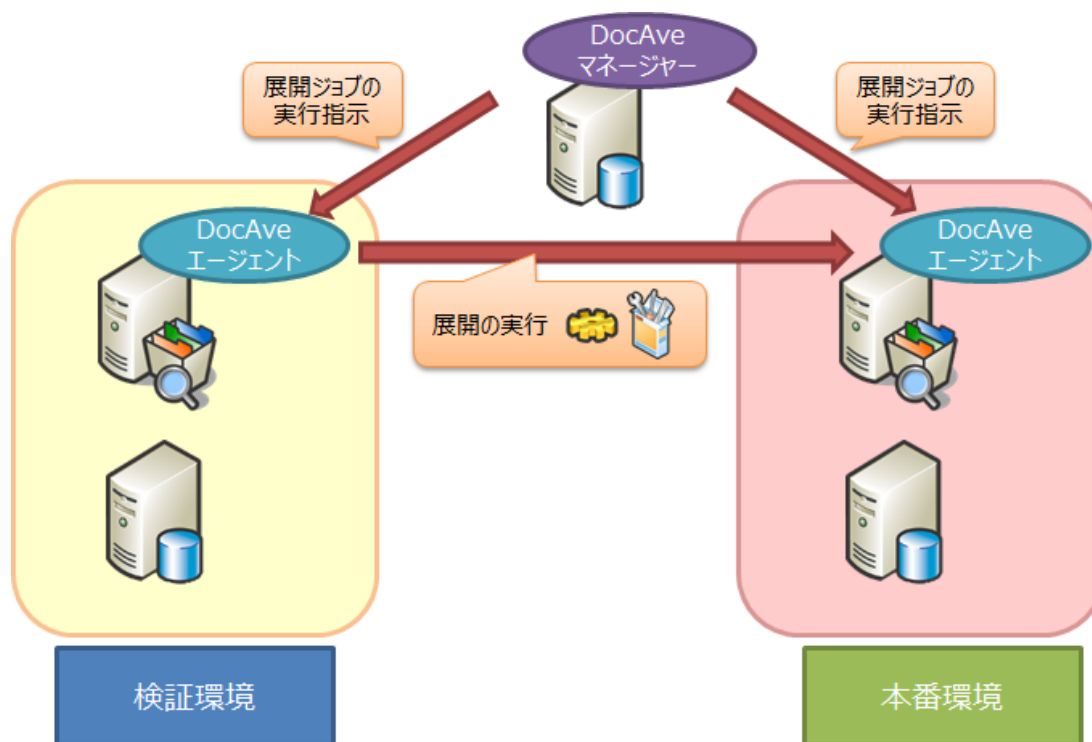 DocAve
マネージャー
展開ジョブの
実行指示
展開ジョブの
実行指示
DocAve
エージェント
DocAve
エージェント
展開の実行
検証環境
本番環境